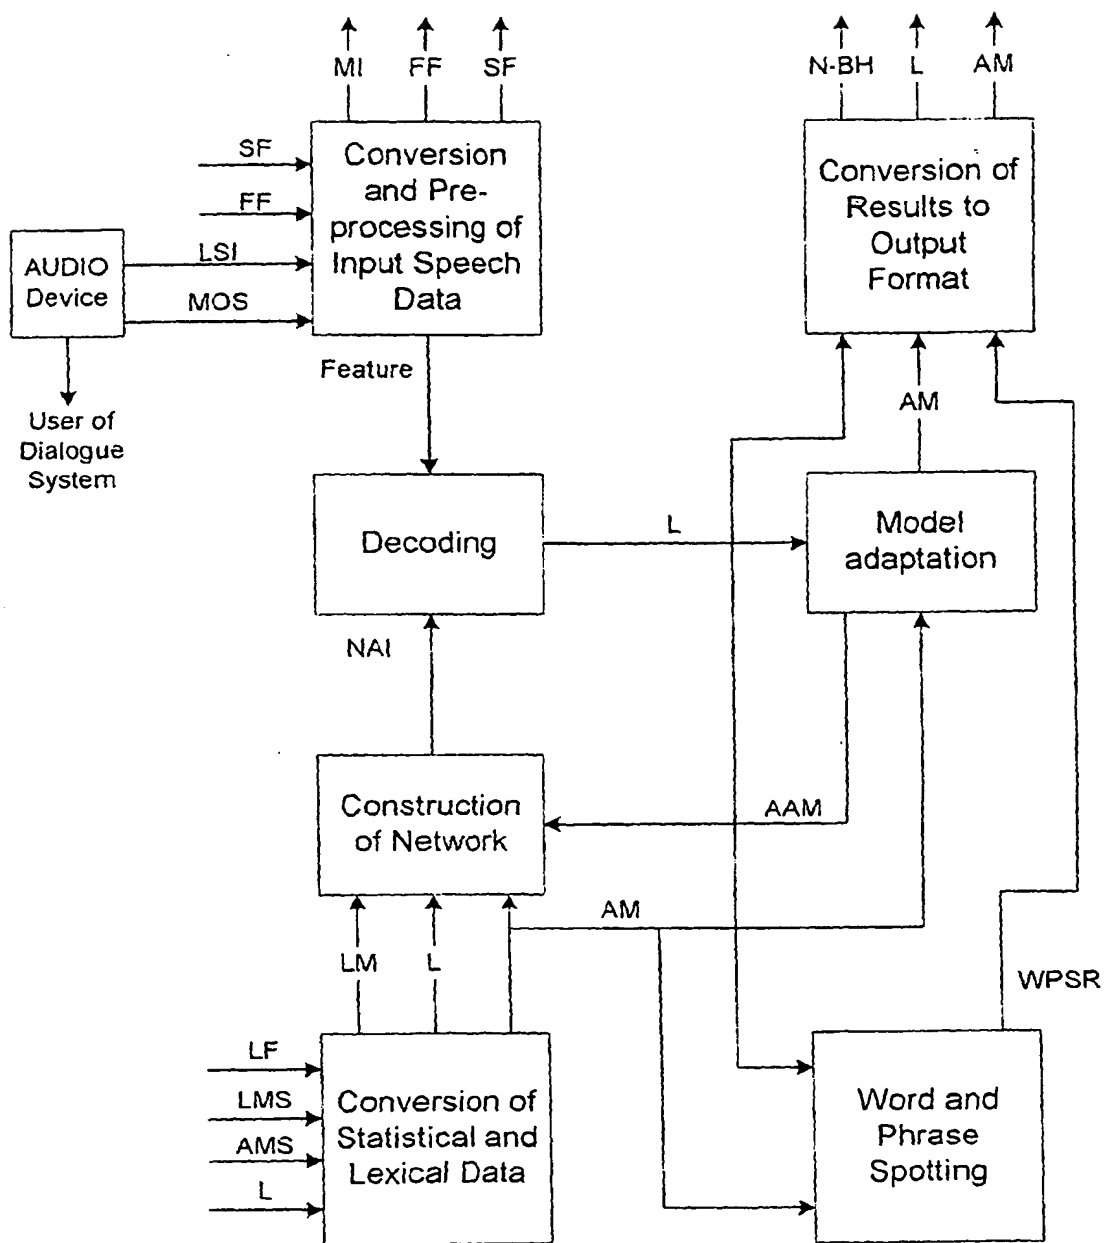 MI FF SF
N-BH L AM
SF
FF
LSI
MOS
AUDIO
Device
User of
Dialogue
System
Conversion
and Pre-
processing of
Input Speech
Data
Conversion of
Results to
Output
Format
Feature
AM
Decoding
L
Model
adaptation
NAI
Construction
of Network
AAM
AM
LM L
WPSR
LF
LMS
AMS
L
Conversion of
Statistical and
Lexical Data
Word and
Phrase
Spotting